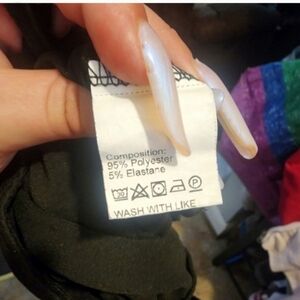 Composition:
95% Polyester
5% Elastane
WASH WITH LIKE